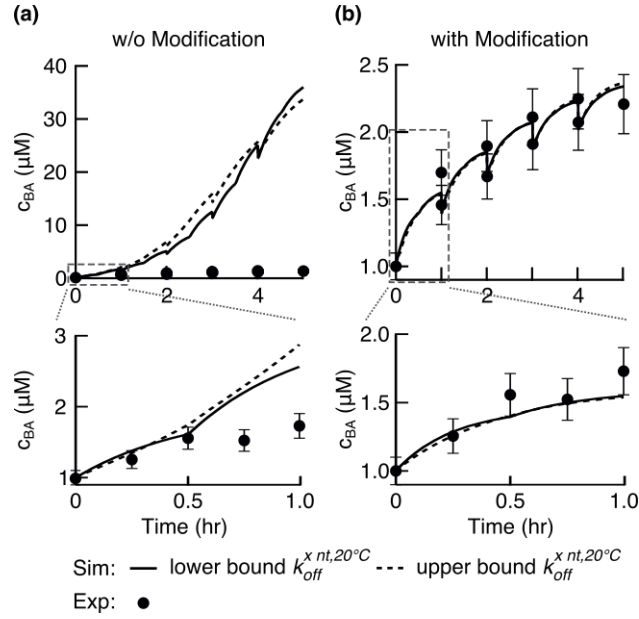 (a)
w/o Modification
c_BA (µM)
40
30
20
10
0
0 2 4
c_BA (µM)
3
2
1
0 0.5 1.0
Time (hr)
(b)
with Modification
c_BA (µM)
2.5
2.0
1.5
1.0
0 2 4
c_BA (µM)
2.0
1.5
1.0
0 0.5 1.0
Time (hr)
Sim: lower bound k_off^x nt,20°C upper bound k_off^x nt,20°C
Exp: